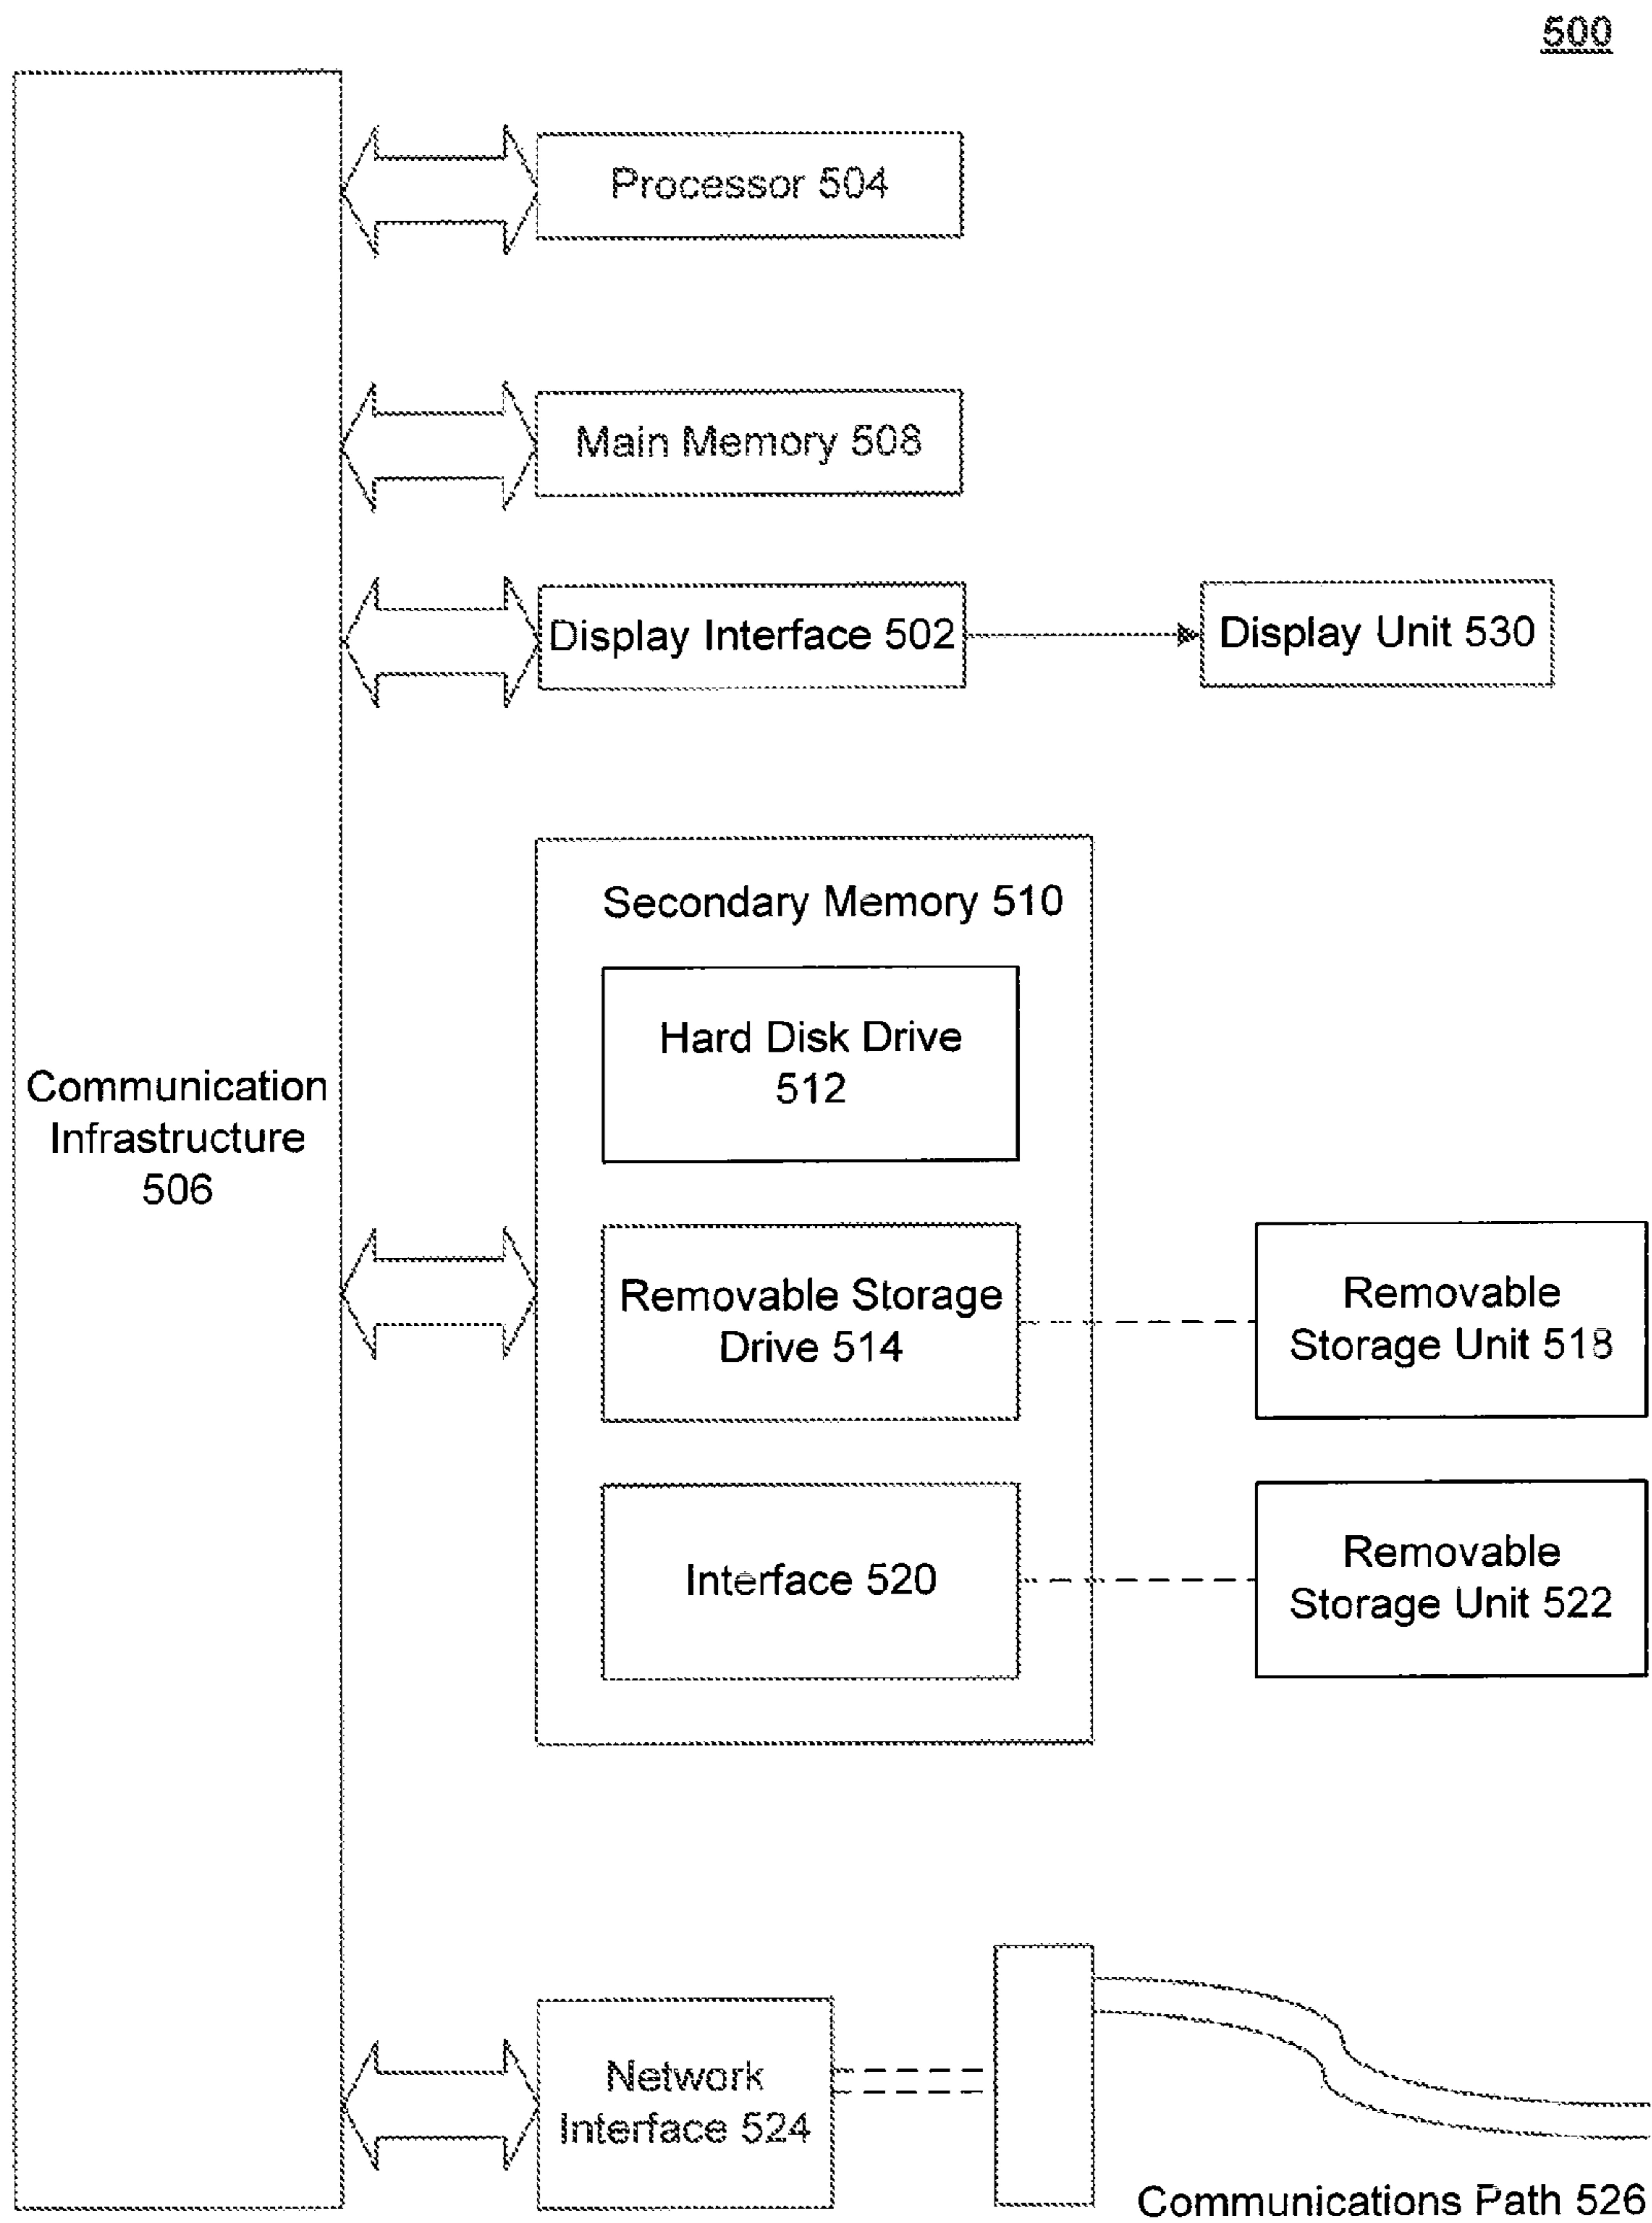 500
Processor 504
Main Memory 508
Display Interface 502
Display Unit 530
Secondary Memory 510
Hard Disk Drive
512
Communication
Infrastructure
506
Removable Storage
Drive 514
Removable
Storage Unit 518
Interface 520
Removable
Storage Unit 522
Network
Interface 524
Communications Path 526